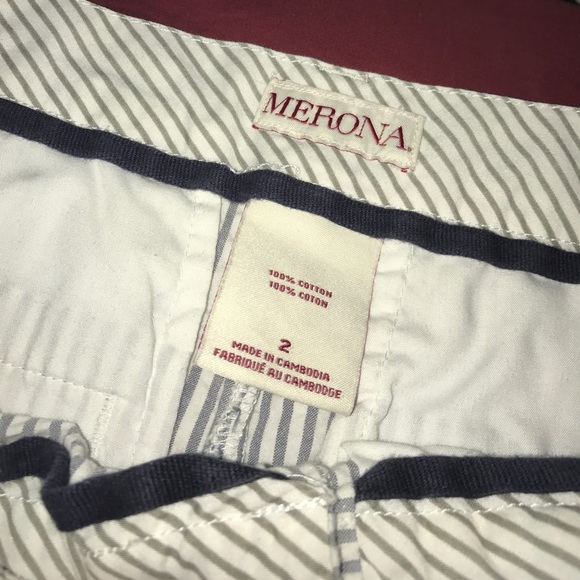 MERONA
100% COTTON
100% COTON
2
MADE IN CAMBODIA
FABRIQUÉ AU CAMBODGE